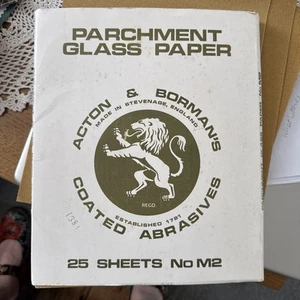 PARCHMENT
GLASS PAPER
ACTON & BORMAN'S
MADE IN STEVENAGE, ENGLAND.
REGD
ESTABLISHED 1781
COATED ABRASIVES
25 SHEETS No M2